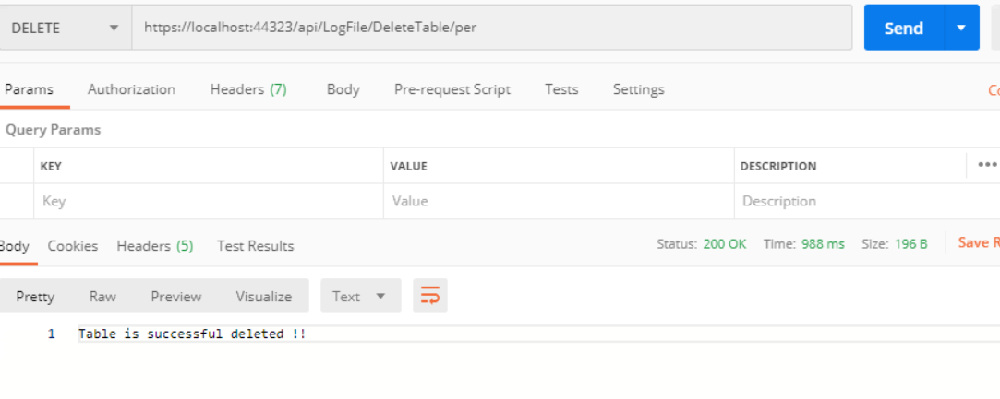 DELETE https://localhost:44323/api/LogFile/DeleteTable/per Send
Params Authorization Headers (7) Body Pre-request Script Tests Settings
Query Params
KEY VALUE DESCRIPTION •••
Key Value Description
Body Cookies Headers (5) Test Results Status: 200 OK Time: 988 ms Size: 196 B Save
Pretty Raw Preview Visualize Text
1 Table is successful deleted !!